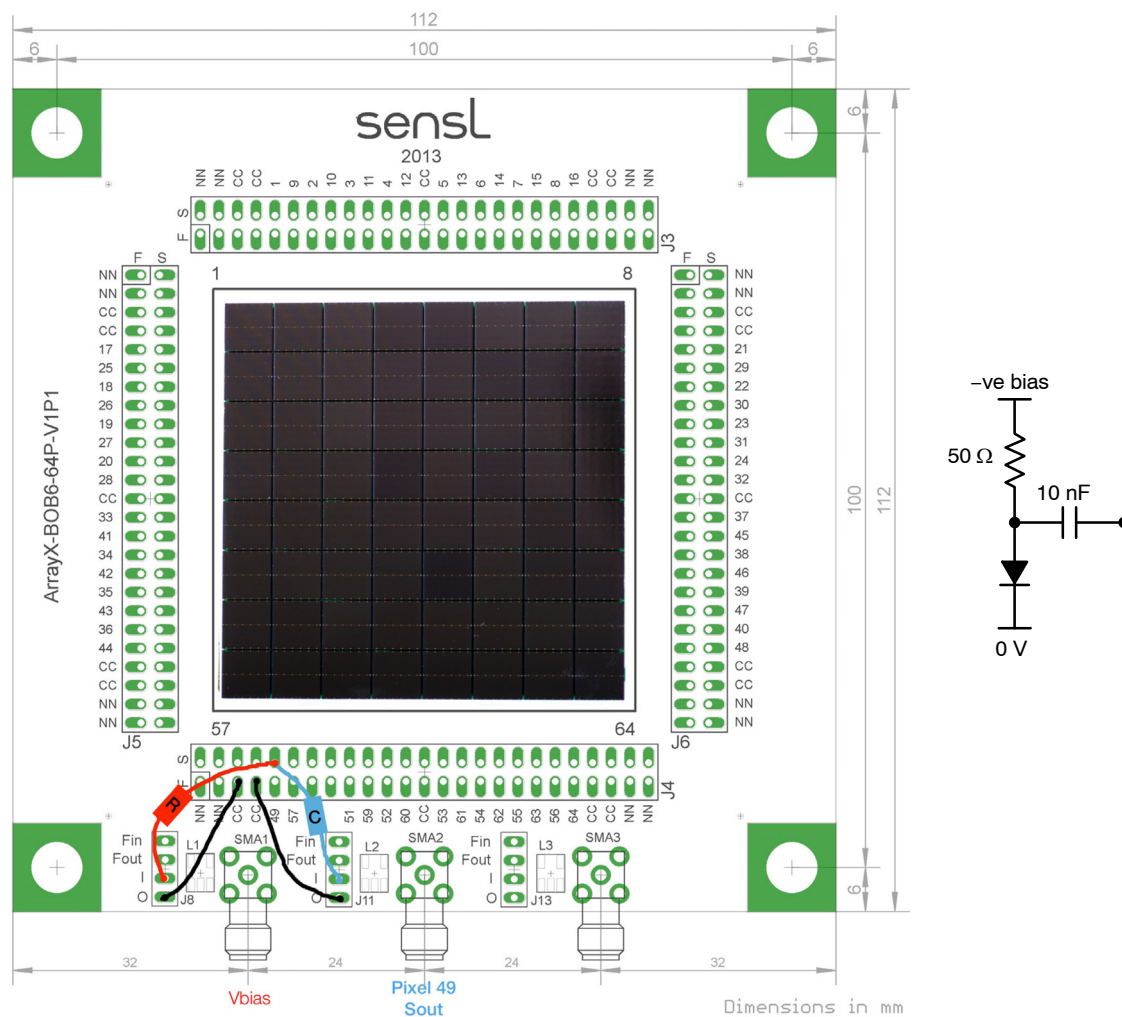 112
6
100
6
sensL
2013
NN NN CC CC 1 9 2 10 3 11 4 12 CC 5 13 6 14 7 15 8 16 CC CC NN NN
S
F
J3
6
F S
1
8
F S
NN
NN
CC
CC
17
25
18
26
19
27
20
28
CC
33
41
34
42
35
43
36
44
CC
CC
NN
NN
J5
ArrayX-BOB6-64P-V1P1
NN
NN
CC
CC
21
29
22
30
23
31
24
32
CC
37
45
38
46
39
47
40
48
CC
CC
NN
NN
J6
100
112
–ve bias
50 Ω
10 nF
0 V
57
64
S
F
J4
R
C
NN NN CC CC 49 57 51 59 52 60 CC 53 61 54 62 55 63 56 64 CC CC NN NN
Fin
Fout
I
O
J8
L1
SMA1
Fin
Fout
I
O
J11
L2
SMA2
Fin
Fout
I
O
J13
L3
SMA3
6
32
24
24
32
Vbias
Pixel 49
Sout
Dimensions in mm